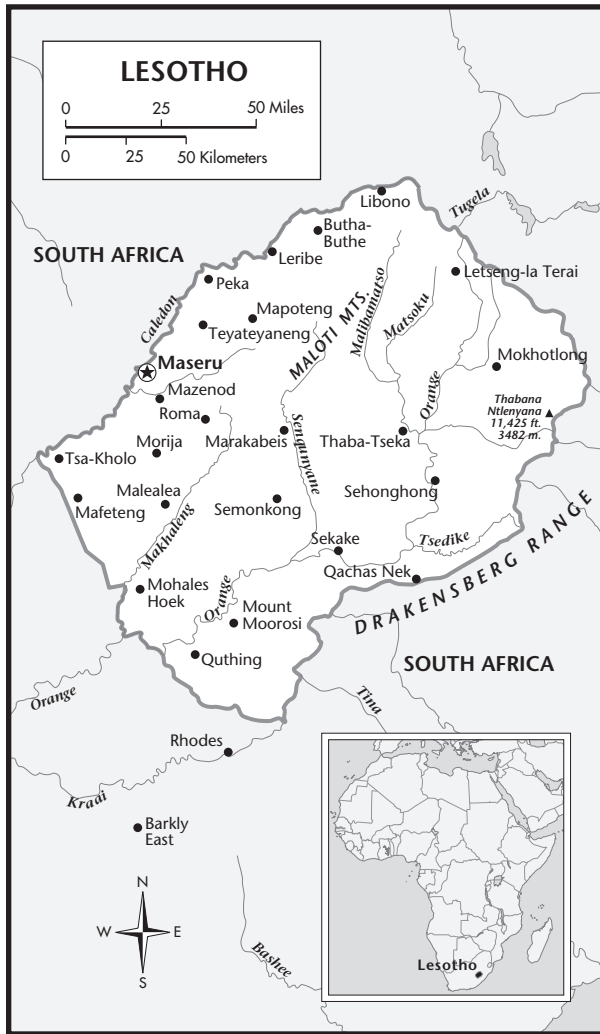 LESOTHO
0 25 50 Miles
0 25 50 Kilometers
Libono
Tugela
Butha-
Buthe
SOUTH AFRICA
Leribe
Letseng-la Terai
Peka
Caledon
Mapoteng
MALOTI MTS.
Malibamatso
Matsoku
Teyateyaneng
Maseru
Mokhotlong
Mazenod
Orange
Thabana
Ntlenyana
11,425 ft.
3482 m.
Roma
Marakabeis
Senqunyane
Thaba-Tseka
Morija
Tsa-Kholo
Malealea
Mafeteng
Semonkong
Sehonghong
Makhaleng
Sekake
Tsedike
Qachas Nek
DRAKENSBERG RANGE
Mohales
Hoek
Orange
Mount
Moorosi
Quthing
SOUTH AFRICA
Orange
Tina
Rhodes
Kraai
Barkly
East
N
W E
S
Bashee
Lesotho